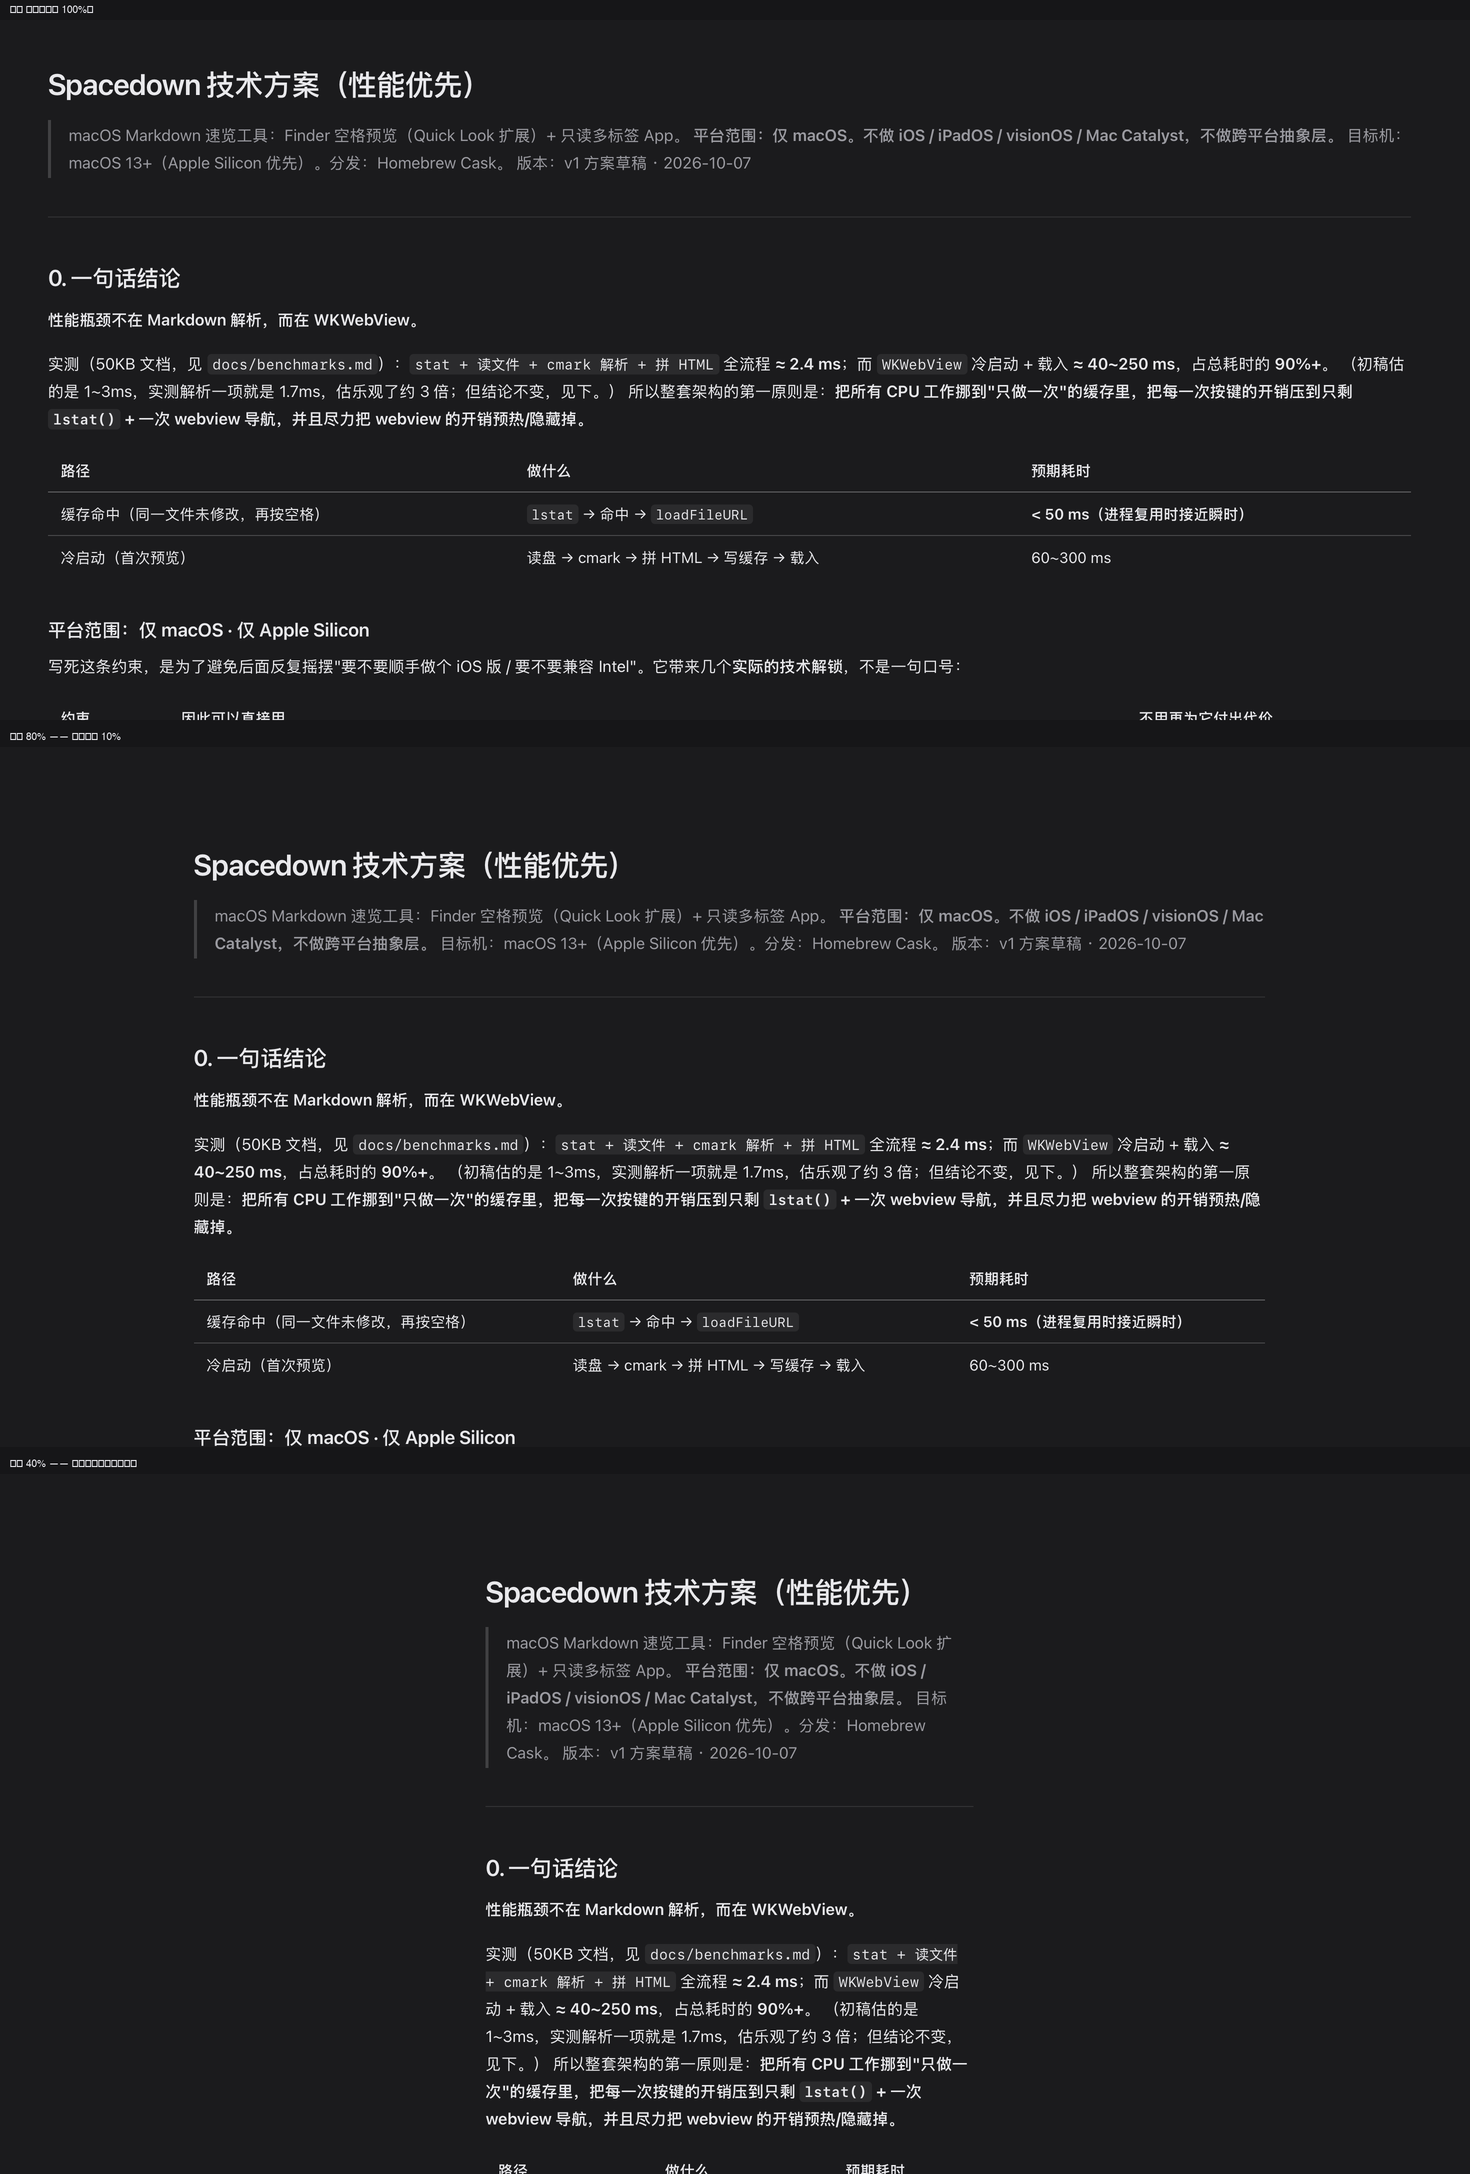 100%
Spacedown 技术方案（性能优先）
macOS Markdown 速览工具：Finder 空格预览（Quick Look 扩展）+ 只读多标签 App。 平台范围：仅 macOS。不做 iOS / iPadOS / visionOS / Mac Catalyst，不做跨平台抽象层。 目标机：
macOS 13+（Apple Silicon 优先）。分发：Homebrew Cask。 版本：v1 方案草稿 · 2026-10-07
0. 一句话结论
性能瓶颈不在 Markdown 解析，而在 WKWebView。
实测（50KB 文档，见 docs/benchmarks.md）：stat + 读文件 + cmark 解析 + 拼 HTML 全流程 ≈ 2.4 ms；而 WKWebView 冷启动 + 载入 ≈ 40~250 ms，占总耗时的 90%+。（初稿估
的是 1~3ms，实测解析一项就是 1.7ms，估乐观了约 3 倍；但结论不变，见下。） 所以整套架构的第一原则是：把所有 CPU 工作挪到"只做一次"的缓存里，把每一次按键的开销压到只剩
lstat() + 一次 webview 导航，并且尽力把 webview 的开销预热/隐藏掉。
路径 做什么 预期耗时
缓存命中（同一文件未修改，再按空格） lstat → 命中 → loadFileURL < 50 ms（进程复用时接近瞬时）
冷启动（首次预览） 读盘 → cmark → 拼 HTML → 写缓存 → 载入 60~300 ms
平台范围：仅 macOS · 仅 Apple Silicon
写死这条约束，是为了避免后面反复摇摆"要不要顺手做个 iOS 版 / 要不要兼容 Intel"。它带来几个实际的技术解锁，不是一句口号：
约束 因此可以直接用 不用再为它付出代价
80% —— 10%
Spacedown 技术方案（性能优先）
macOS Markdown 速览工具：Finder 空格预览（Quick Look 扩展）+ 只读多标签 App。 平台范围：仅 macOS。不做 iOS / iPadOS / visionOS / Mac
Catalyst，不做跨平台抽象层。 目标机：macOS 13+（Apple Silicon 优先）。分发：Homebrew Cask。 版本：v1 方案草稿 · 2026-10-07
0. 一句话结论
性能瓶颈不在 Markdown 解析，而在 WKWebView。
实测（50KB 文档，见 docs/benchmarks.md）：stat + 读文件 + cmark 解析 + 拼 HTML 全流程 ≈ 2.4 ms；而 WKWebView 冷启动 + 载入 ≈
40~250 ms，占总耗时的 90%+。（初稿估的是 1~3ms，实测解析一项就是 1.7ms，估乐观了约 3 倍；但结论不变，见下。） 所以整套架构的第一原
则是：把所有 CPU 工作挪到"只做一次"的缓存里，把每一次按键的开销压到只剩 lstat() + 一次 webview 导航，并且尽力把 webview 的开销预热/隐
藏掉。
路径 做什么 预期耗时
缓存命中（同一文件未修改，再按空格） lstat → 命中 → loadFileURL < 50 ms（进程复用时接近瞬时）
冷启动（首次预览） 读盘 → cmark → 拼 HTML → 写缓存 → 载入 60~300 ms
平台范围：仅 macOS · 仅 Apple Silicon
40% ——
Spacedown 技术方案（性能优先）
macOS Markdown 速览工具：Finder 空格预览（Quick Look 扩
展）+ 只读多标签 App。 平台范围：仅 macOS。不做 iOS /
iPadOS / visionOS / Mac Catalyst，不做跨平台抽象层。 目标
机：macOS 13+（Apple Silicon 优先）。分发：Homebrew
Cask。 版本：v1 方案草稿 · 2026-10-07
0. 一句话结论
性能瓶颈不在 Markdown 解析，而在 WKWebView。
实测（50KB 文档，见 docs/benchmarks.md）：stat + 读文件
+ cmark 解析 + 拼 HTML 全流程 ≈ 2.4 ms；而 WKWebView 冷启
动 + 载入 ≈ 40~250 ms，占总耗时的 90%+。（初稿估的是
1~3ms，实测解析一项就是 1.7ms，估乐观了约 3 倍；但结论不变，
见下。） 所以整套架构的第一原则是：把所有 CPU 工作挪到"只做一
次"的缓存里，把每一次按键的开销压到只剩 lstat() + 一次
webview 导航，并且尽力把 webview 的开销预热/隐藏掉。
路径 做什么 预期耗时